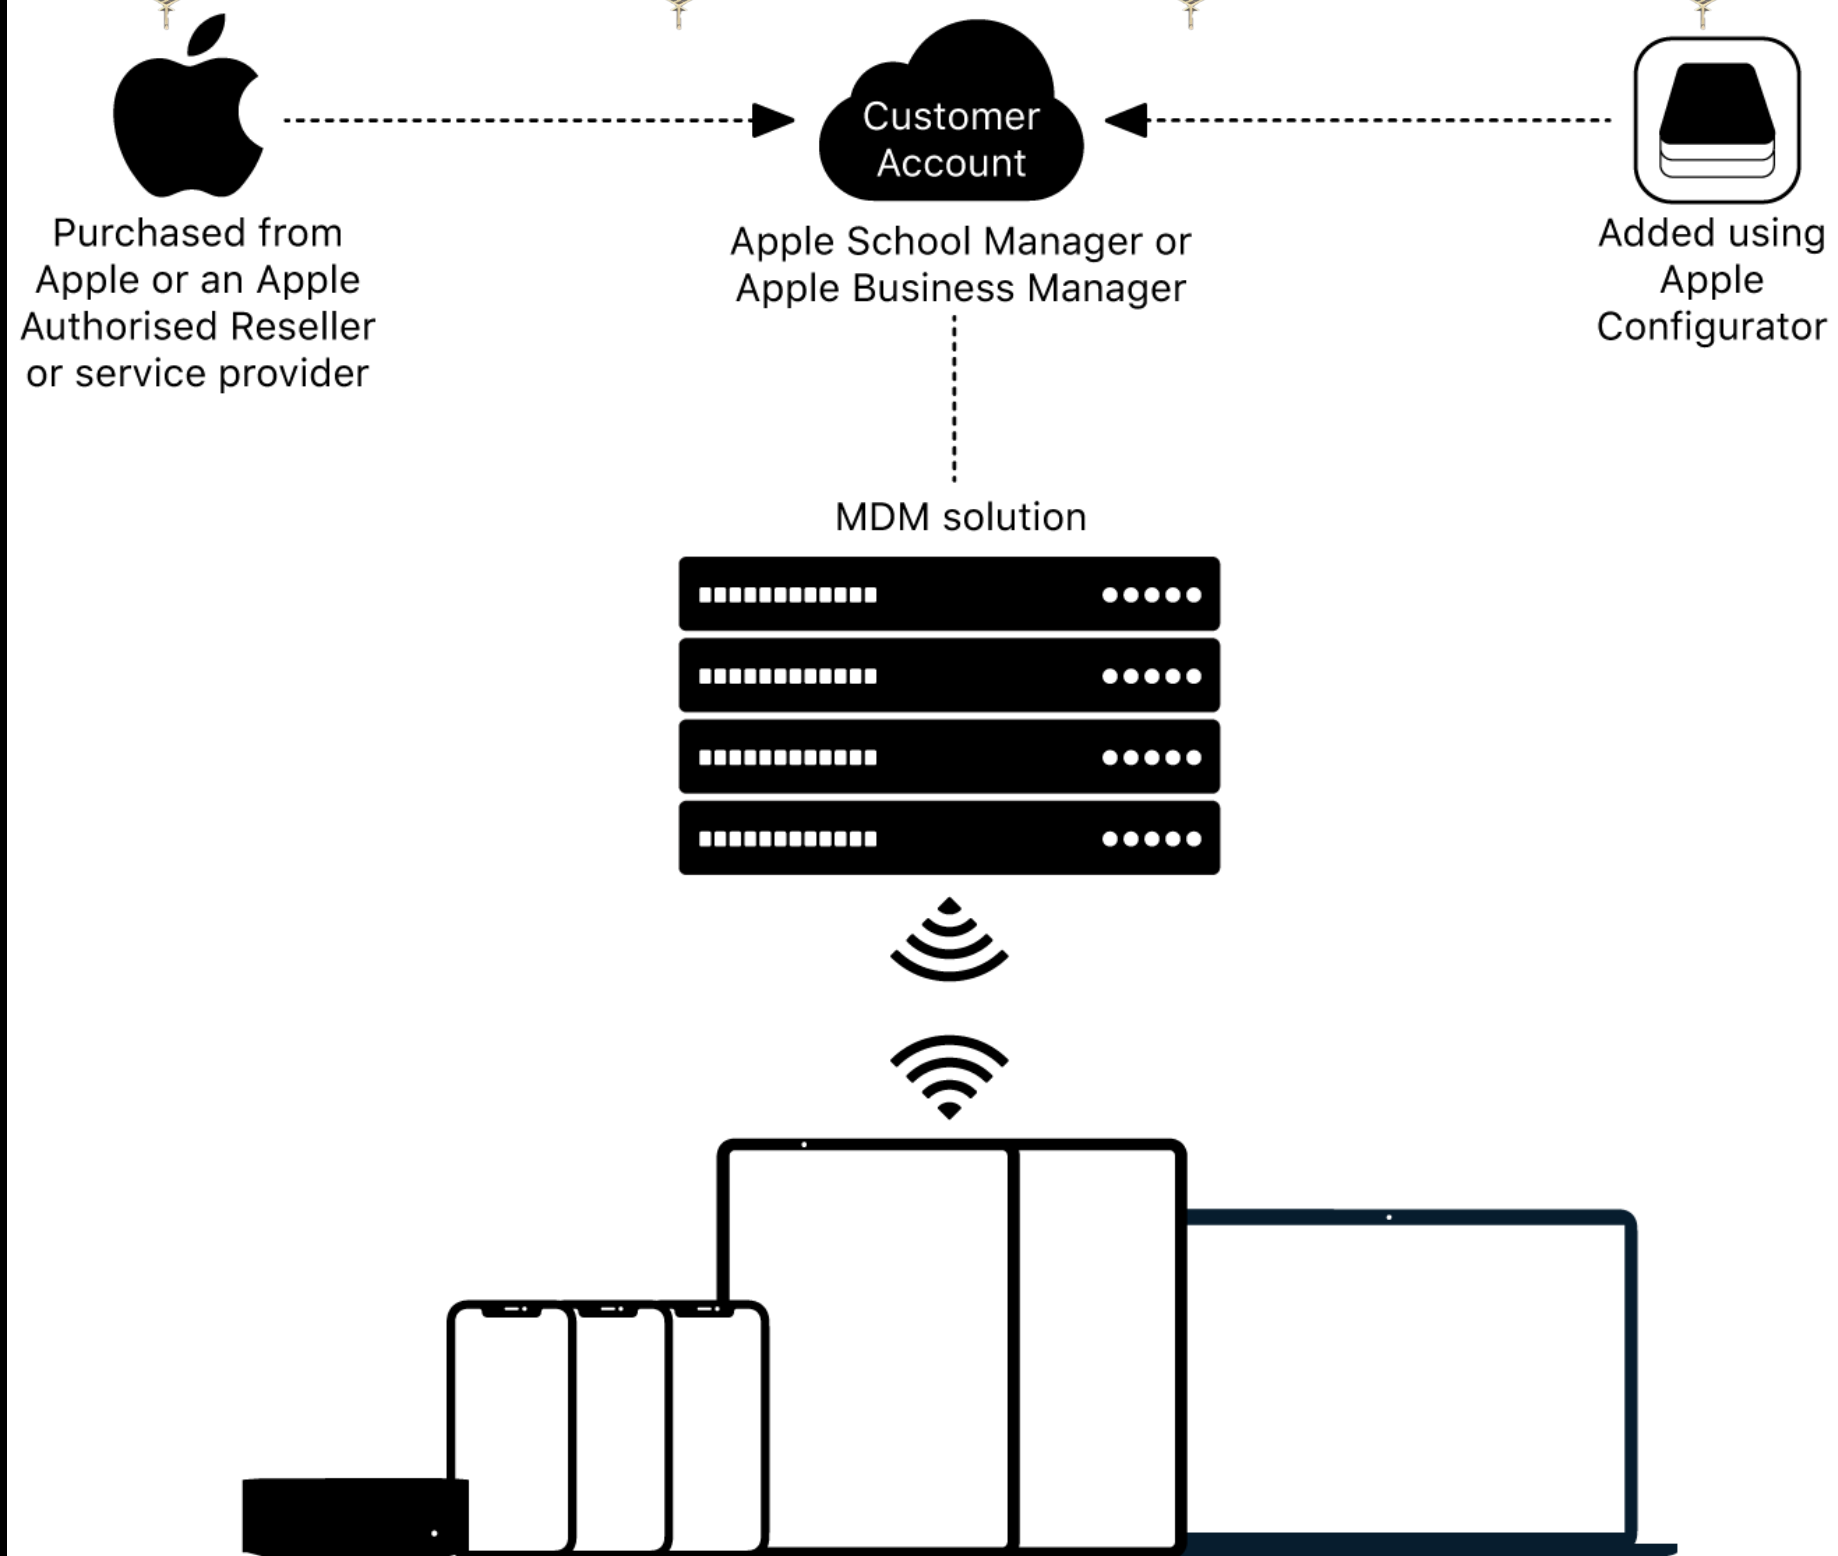 Customer
Account
Purchased from
Apple or an Apple
Authorised Reseller
or service provider
Apple School Manager or
Apple Business Manager
Added using
Apple
Configurator
MDM solution